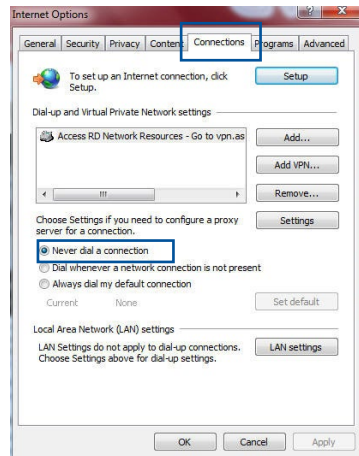 Internet Options
General Security Privacy Content Connections Programs Advanced
To set up an Internet connection, click
Setup.
Setup
Dial-up and Virtual Private Network settings
Access RD Network Resources - Go to vpn.as
Add...
Add VPN...
Remove...
Choose Settings if you need to configure a proxy
server for a connection.
Settings
Never dial a connection
Dial whenever a network connection is not present
Always dial my default connection
Current None
Set default
Local Area Network (LAN) settings
LAN Settings do not apply to dial-up connections.
Choose Settings above for dial-up settings.
LAN settings
OK Cancel Apply